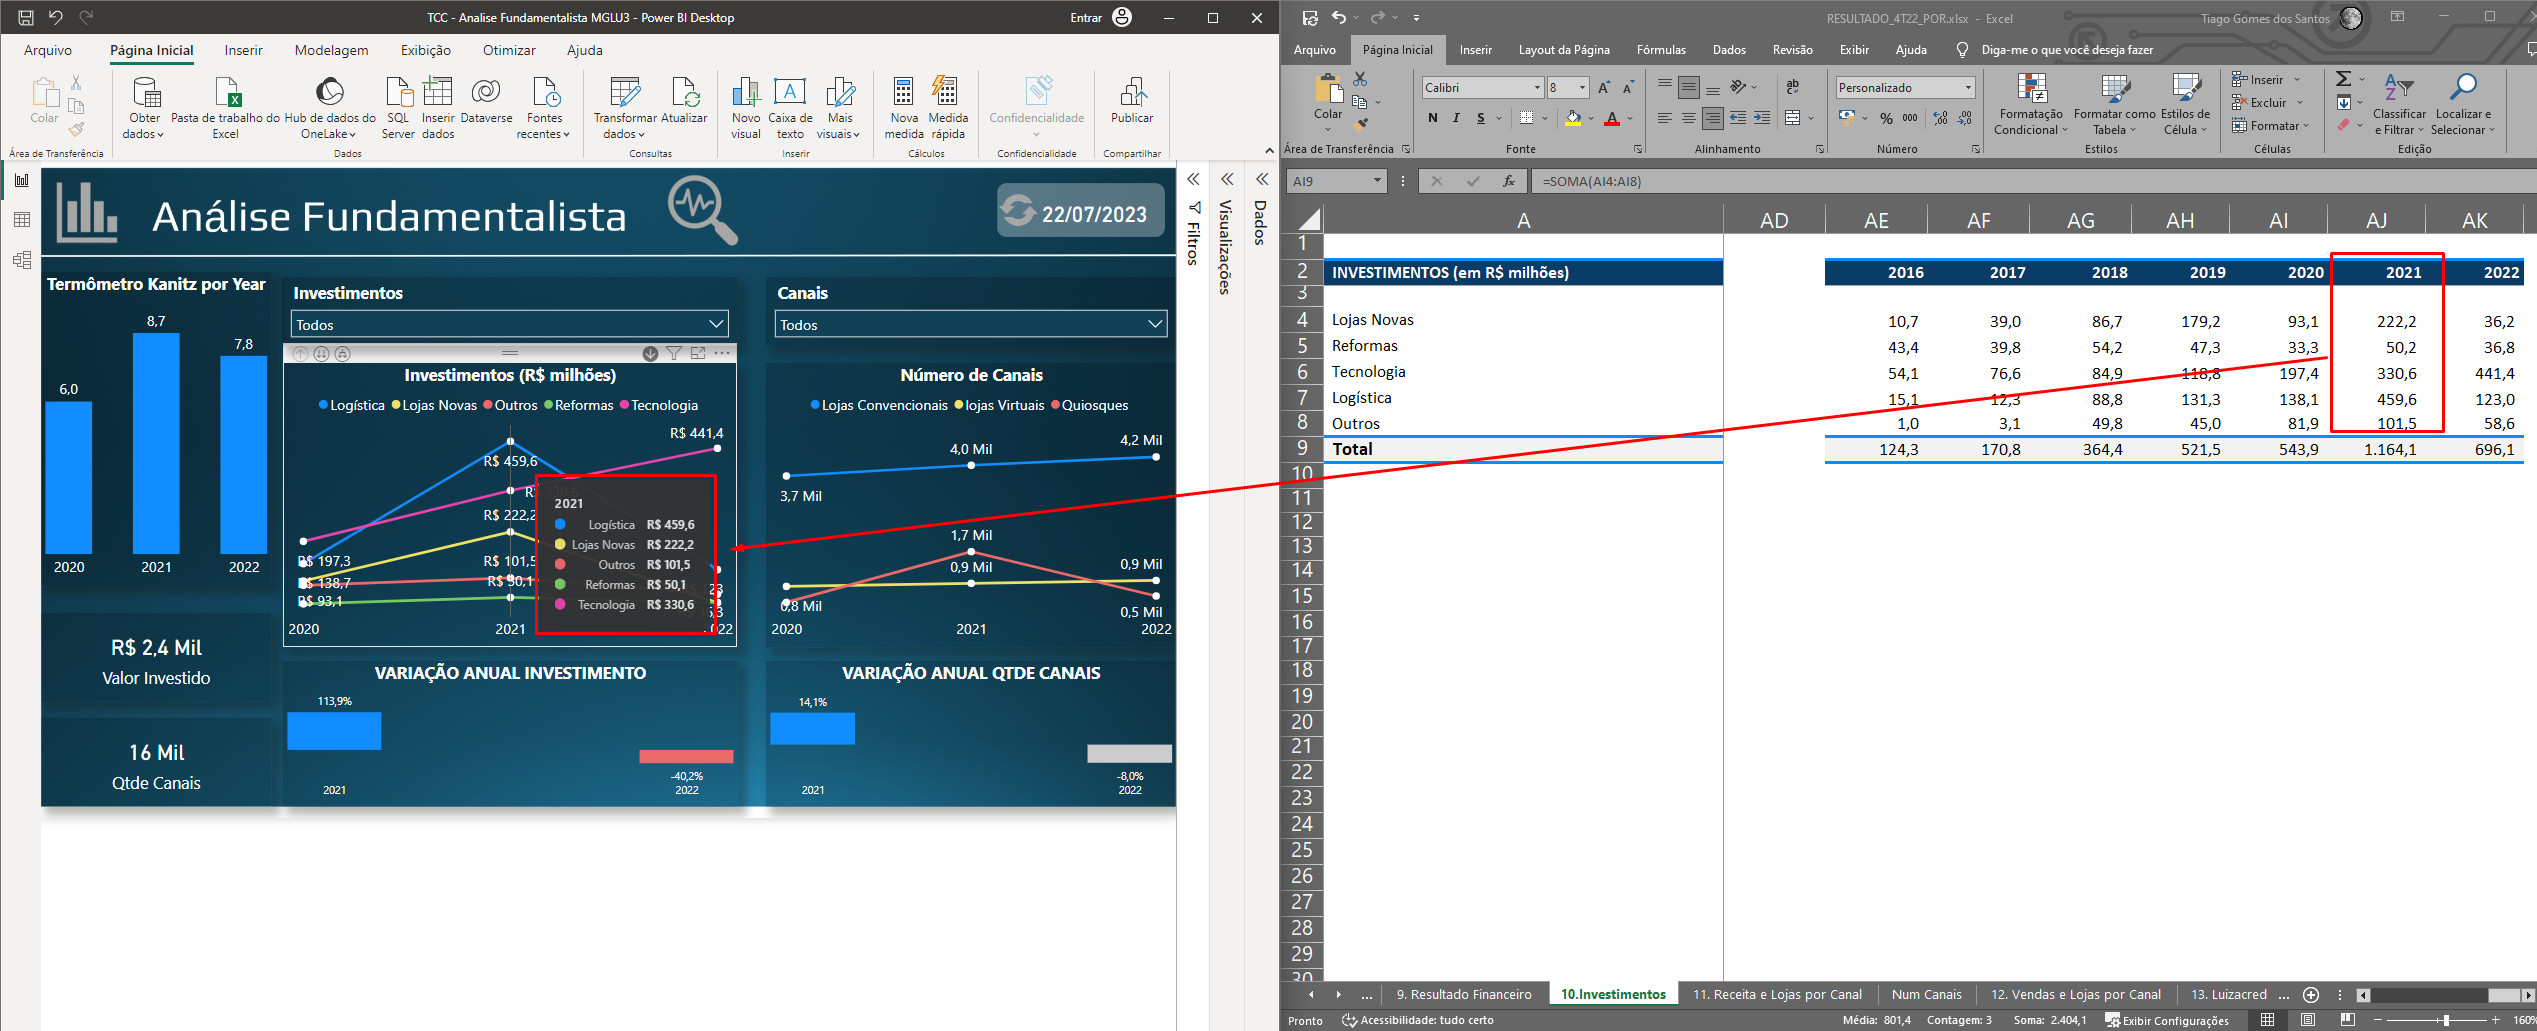 TCC - Analise Fundamentalista MGLU3 - Power BI Desktop
Entrar
Arquivo Página Inicial Inserir Modelagem Exibição Otimizar Ajuda
Colar
Obter dados
Pasta de trabalho do Excel
Hub de dados do OneLake
SQL Server
Inserir dados
Dataverse
Fontes recentes
Transformar dados
Atualizar
Novo visual
Caixa de texto
Mais visuais
Nova medida
Medida rápida
Confidencialidade
Publicar
Área de Transferência Dados Consultas Inserir Cálculos Confidencialidade Compartilhar
Análise Fundamentalista
22/07/2023
Filtros
Visualizações
Dados
Termômetro Kanitz por Year
6,0
8,7
7,8
2020 2021 2022
R$ 2,4 Mil
Valor Investido
16 Mil
Qtde Canais
Investimentos
Todos
Investimentos (R$ milhões)
Logística Lojas Novas Outros Reformas Tecnologia
R$ 441,4
R$ 459,6
R$ 222,2
R$ 197,3
R$ 101,5
R$ 138,7
R$ 50,1
R$ 93,1
2020 2021
2021
Logística R$ 459,6
Lojas Novas R$ 222,2
Outros R$ 101,5
Reformas R$ 50,1
Tecnologia R$ 330,6
VARIAÇÃO ANUAL INVESTIMENTO
113,9%
-40,2%
2021 2022
Canais
Todos
Número de Canais
Lojas Convencionais lojas Virtuais Quiosques
4,2 Mil
4,0 Mil
3,7 Mil
1,7 Mil
0,9 Mil
0,9 Mil
0,8 Mil
0,5 Mil
2020 2021 2022
VARIAÇÃO ANUAL QTDE CANAIS
14,1%
-8,0%
2021 2022
RESULTADO_4T22_POR.xlsx - Excel
Tiago Gomes dos Santos
Arquivo Página Inicial Inserir Layout da Página Fórmulas Dados Revisão Exibir Ajuda Diga-me o que você deseja fazer
Colar
Calibri 8
N I S
Personalizado
% 000
Formatação Condicional
Formatar como Tabela
Estilos de Célula
Inserir
Excluir
Formatar
Classificar e Filtrar
Localizar e Selecionar
Área de Transferência Fonte Alinhamento Número Estilos Células Edição
AI9 fx =SOMA(AI4:AI8)
A AD AE AF AG AH AI AJ AK
1
2 INVESTIMENTOS (em R$ milhões) 2016 2017 2018 2019 2020 2021 2022
3
4 Lojas Novas 10,7 39,0 86,7 179,2 93,1 222,2 36,2
5 Reformas 43,4 39,8 54,2 47,3 33,3 50,2 36,8
6 Tecnologia 54,1 76,6 84,9 118,8 197,4 330,6 441,4
7 Logística 15,1 12,3 88,8 131,3 138,1 459,6 123,0
8 Outros 1,0 3,1 49,8 45,0 81,9 101,5 58,6
9 Total 124,3 170,8 364,4 521,5 543,9 1.164,1 696,1
10
11
12
13
14
15
16
17
18
19
20
21
22
23
24
25
26
27
28
29
30
... 9. Resultado Financeiro 10.Investimentos 11. Receita e Lojas por Canal Num Canais 12. Vendas e Lojas por Canal 13. Luizacred ...
Pronto Acessibilidade: tudo certo Média: 801,4 Contagem: 3 Soma: 2.404,1 Exibir Configurações 160%